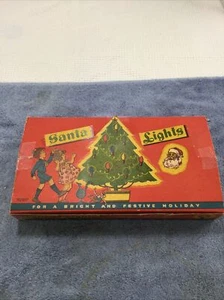 Santa Lights
FOR A BRIGHT AND FESTIVE HOLIDAY